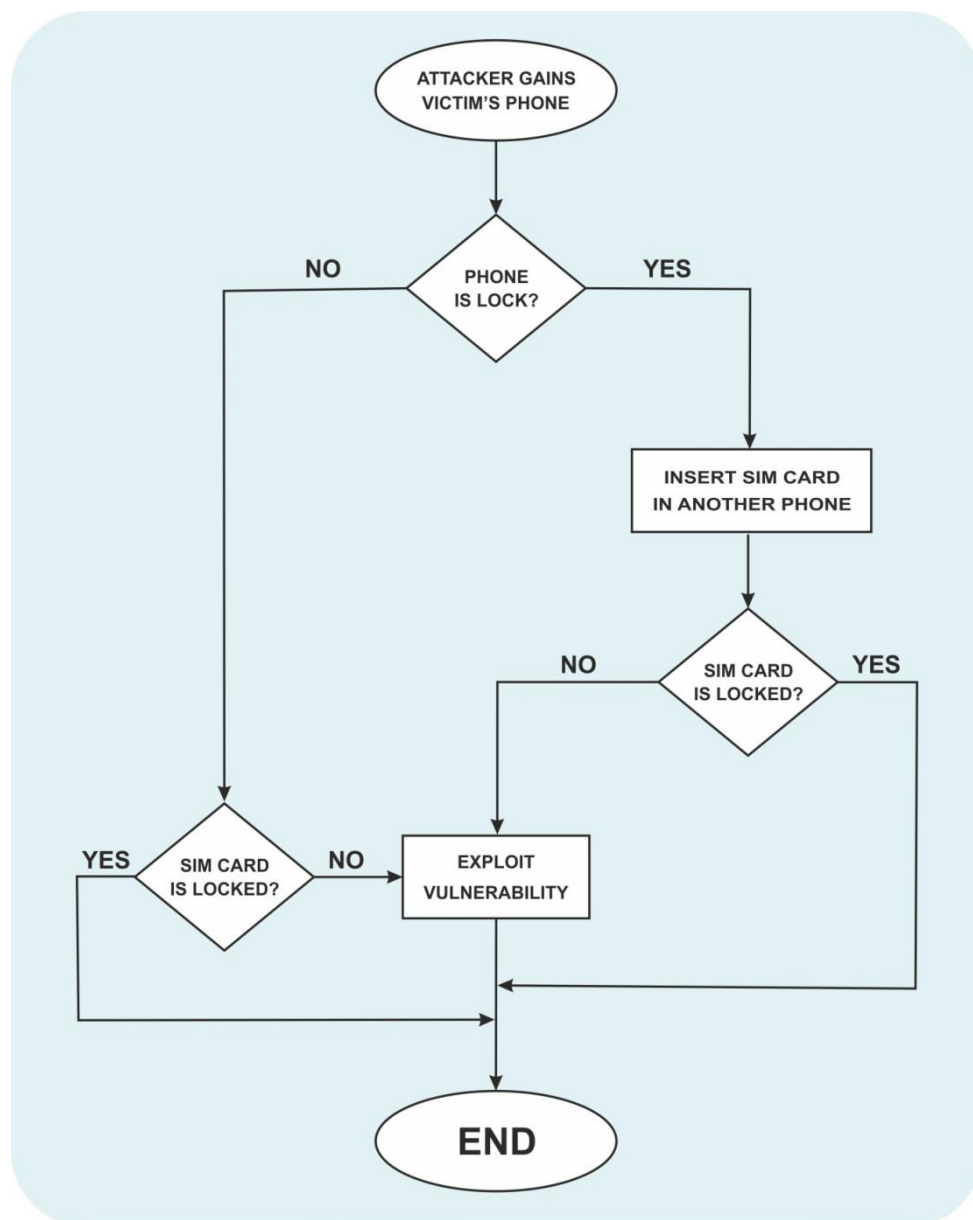 ATTACKER GAINS
VICTIM'S PHONE
NO
YES
PHONE
IS LOCK?
INSERT SIM CARD
IN ANOTHER PHONE
NO
YES
SIM CARD
IS LOCKED?
YES
NO
SIM CARD
IS LOCKED?
EXPLOIT
VULNERABILITY
END